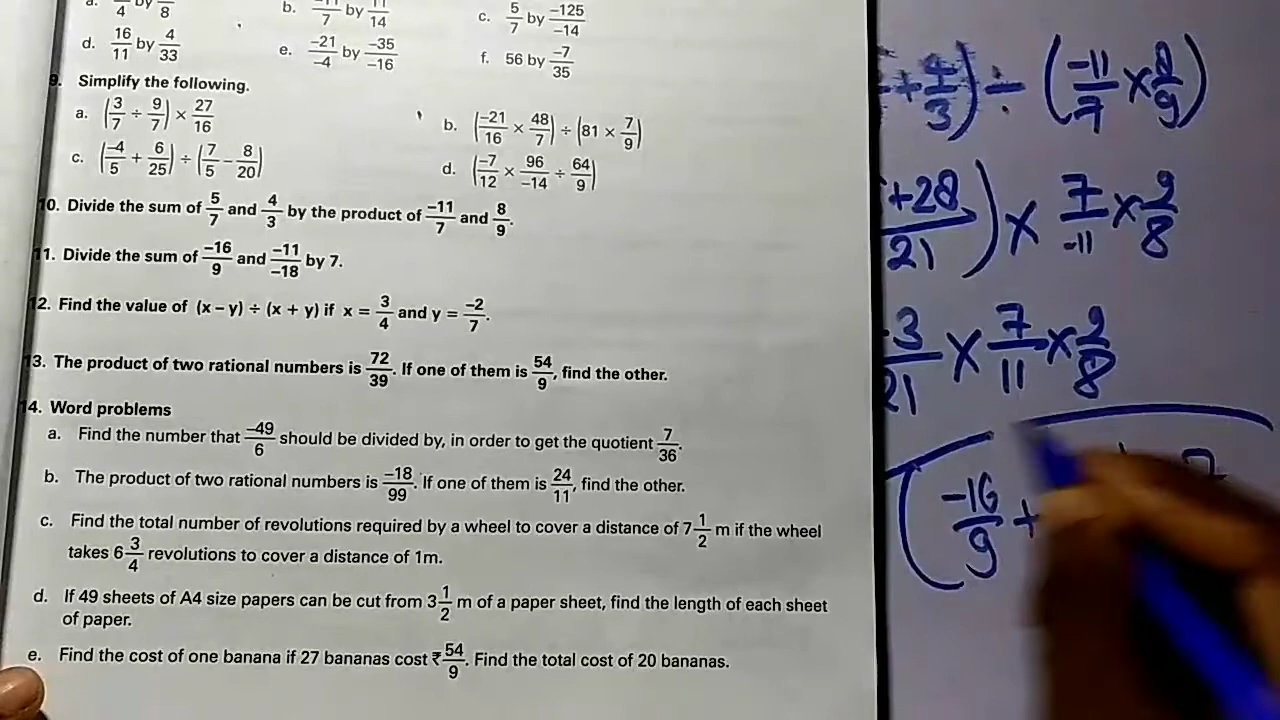 a. /4 by /8 b. -11/7 by 11/14 c. 5/7 by -125/-14
d. 16/11 by 4/33 e. -21/-4 by -35/-16 f. 56 by -7/35
9. Simplify the following.
a. (3/7 ÷ 9/7) × 27/16 b. (-21/16 × 48/7) ÷ (81 × 7/9)
c. (-4/5 + 6/25) ÷ (7/5 - 8/20) d. (-7/12 × 96/-14 ÷ 64/9)
10. Divide the sum of 5/7 and 4/3 by the product of -11/7 and 8/9.
11. Divide the sum of -16/9 and -11/-18 by 7.
12. Find the value of (x – y) ÷ (x + y) if x = 3/4 and y = -2/7.
13. The product of two rational numbers is 72/39. If one of them is 54/9, find the other.
14. Word problems
a. Find the number that -49/6 should be divided by, in order to get the quotient 7/36.
b. The product of two rational numbers is -18/99. If one of them is 24/11, find the other.
c. Find the total number of revolutions required by a wheel to cover a distance of 7 1/2 m if the wheel
takes 6 3/4 revolutions to cover a distance of 1m.
d. If 49 sheets of A4 size papers can be cut from 3 1/2 m of a paper sheet, find the length of each sheet
of paper.
e. Find the cost of one banana if 27 bananas cost ₹ 54/9. Find the total cost of 20 bananas.
+ 4/3) ÷ (-11/7 × 8/9)
+28/21) × 7/-11 × 9/8
3/21 × 7/11 × 9/8
(-16/9 +